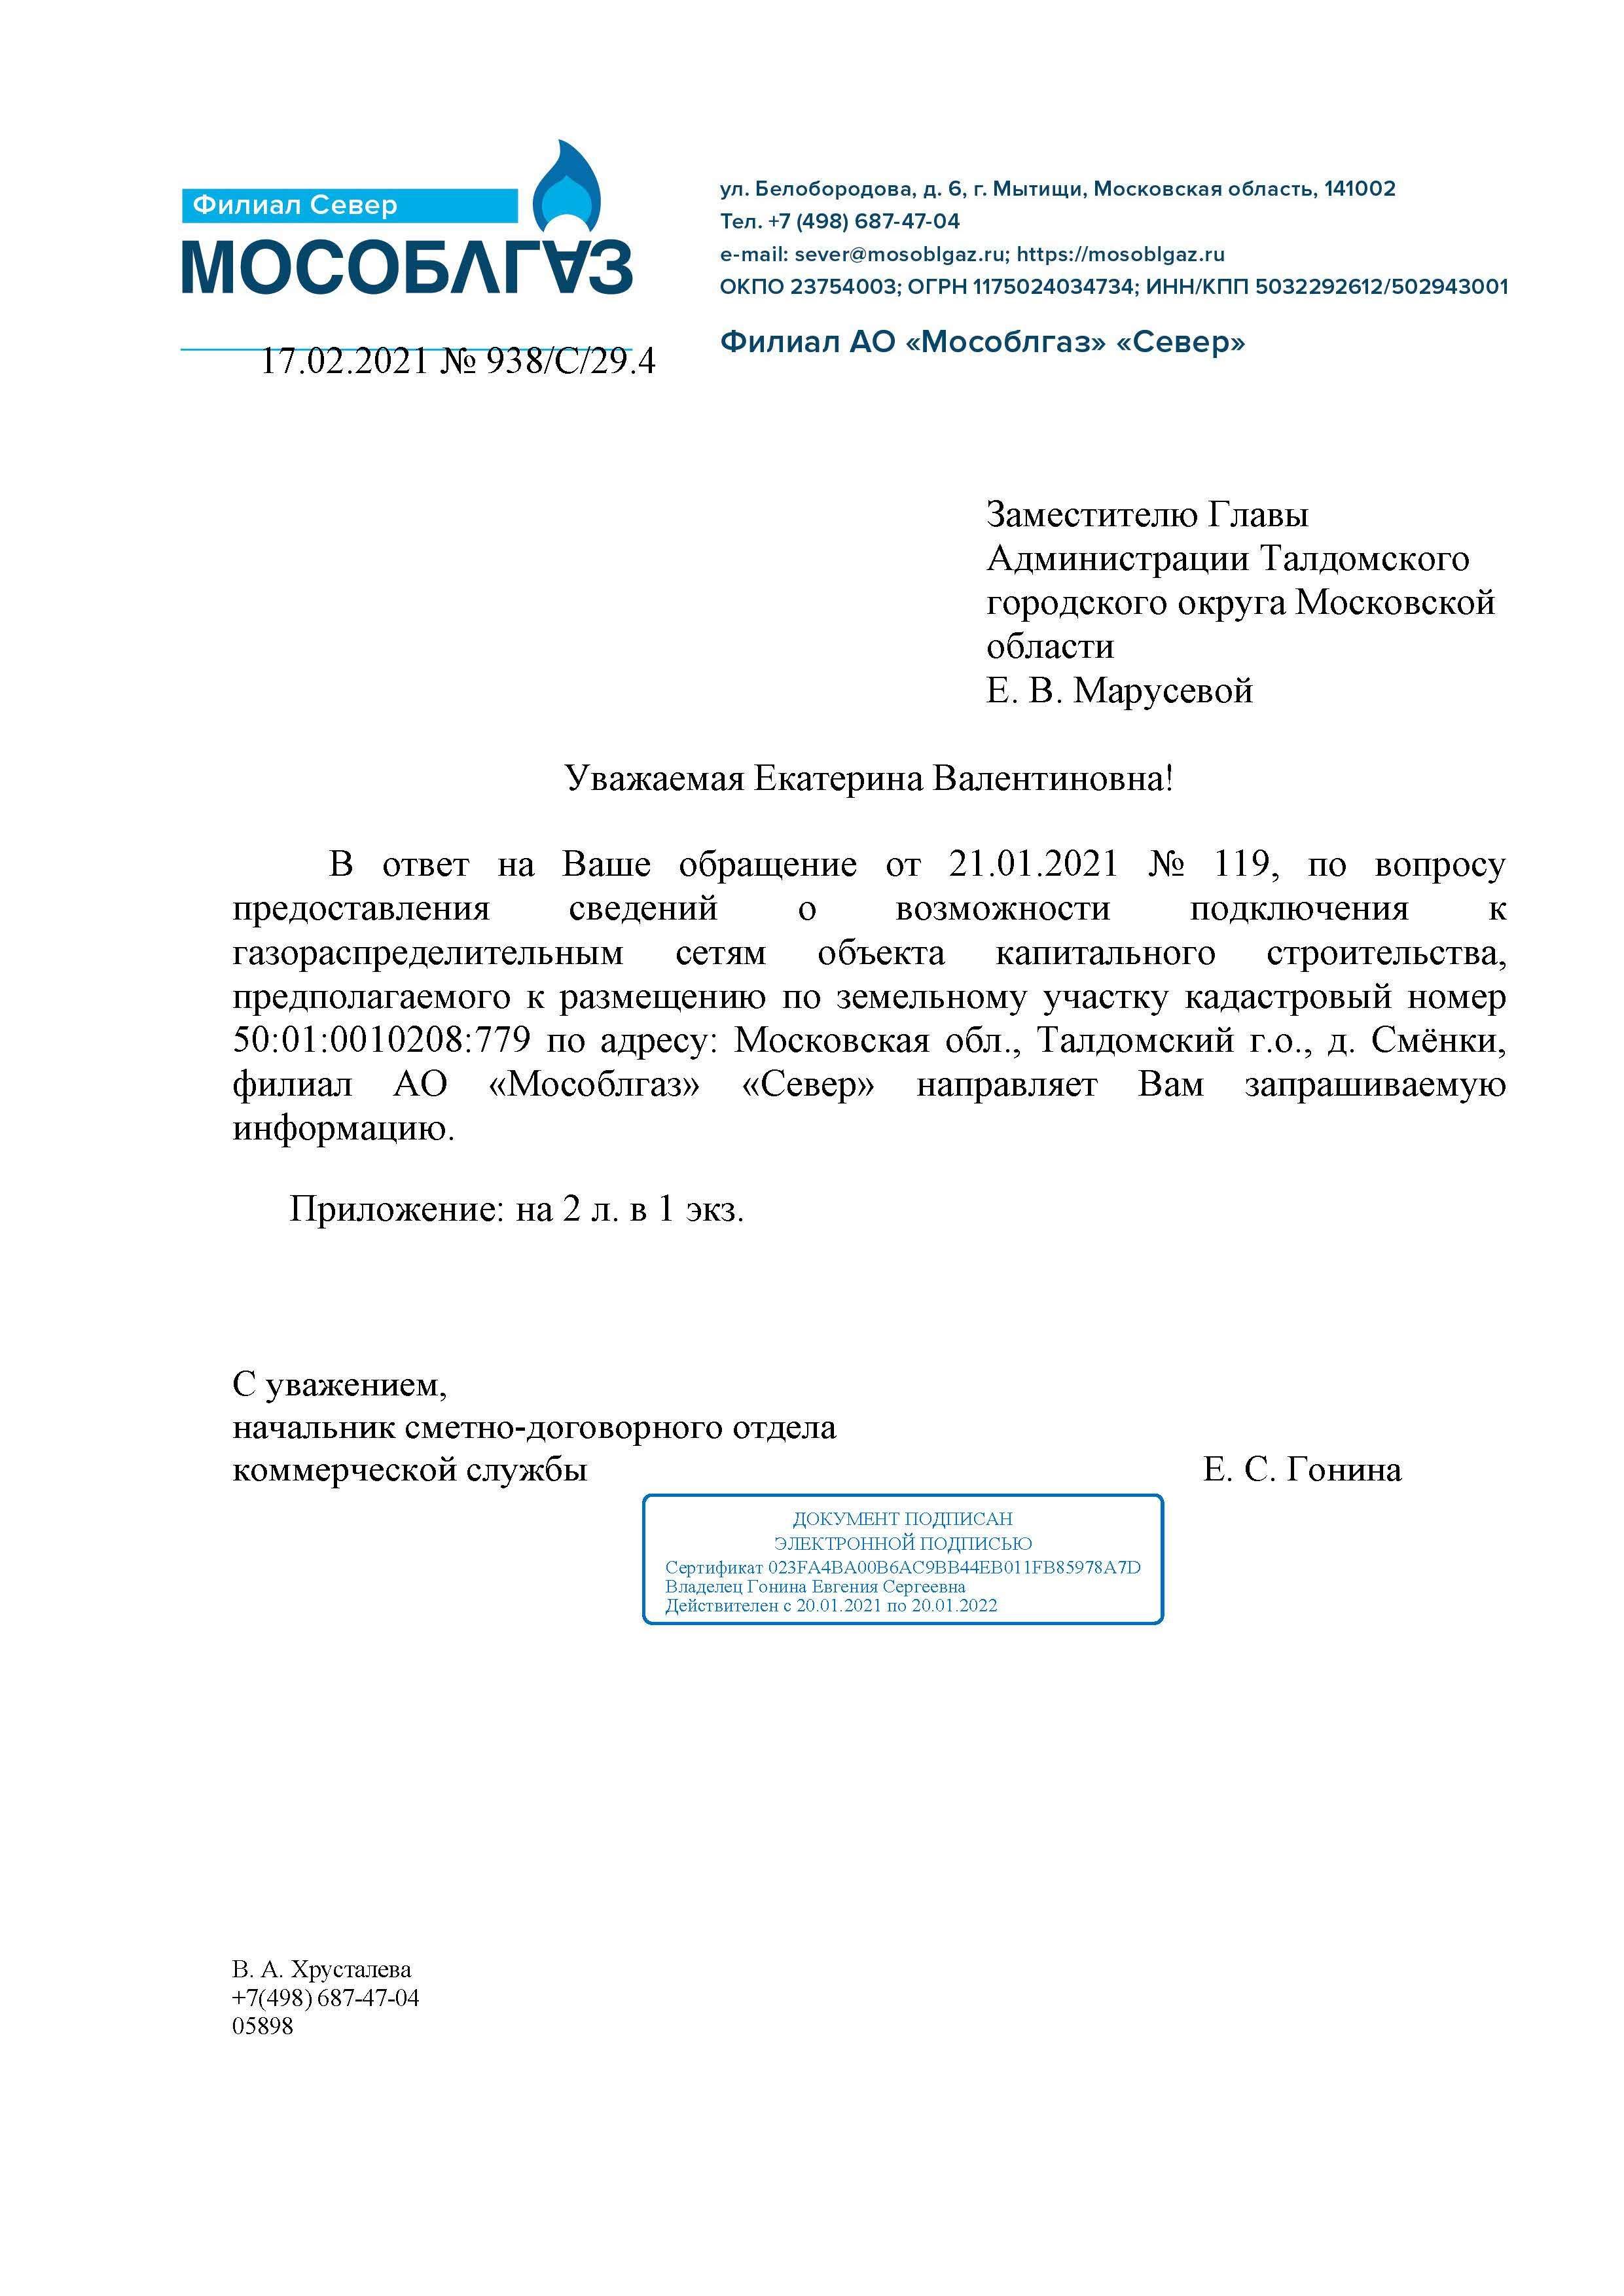 Филиал Север
МОСОБЛГАЗ
ул. Белобородова, д. 6, г. Мытищи, Московская область, 141002
Тел. +7 (498) 687-47-04
e-mail: sever@mosoblgaz.ru; https://mosoblgaz.ru
ОКПО 23754003; ОГРН 1175024034734; ИНН/КПП 5032292612/502943001
Филиал АО «Мособлгаз» «Север»
17.02.2021 № 938/С/29.4
Заместителю Главы
Администрации Талдомского
городского округа Московской
области
Е. В. Марусевой
Уважаемая Екатерина Валентиновна!
В ответ на Ваше обращение от 21.01.2021 № 119, по вопросу
предоставления сведений о возможности подключения к
газораспределительным сетям объекта капитального строительства,
предполагаемого к размещению по земельному участку кадастровый номер
50:01:0010208:779 по адресу: Московская обл., Талдомский г.о., д. Смёнки,
филиал АО «Мособлгаз» «Север» направляет Вам запрашиваемую
информацию.
Приложение: на 2 л. в 1 экз.
С уважением,
начальник сметно-договорного отдела
коммерческой службы Е. С. Гонина
ДОКУМЕНТ ПОДПИСАН
ЭЛЕКТРОННОЙ ПОДПИСЬЮ
Сертификат 023FA4BA00B6AC9BB44EB011FB85978A7D
Владелец Гонина Евгения Сергеевна
Действителен с 20.01.2021 по 20.01.2022
В. А. Хрусталева
+7(498) 687-47-04
05898